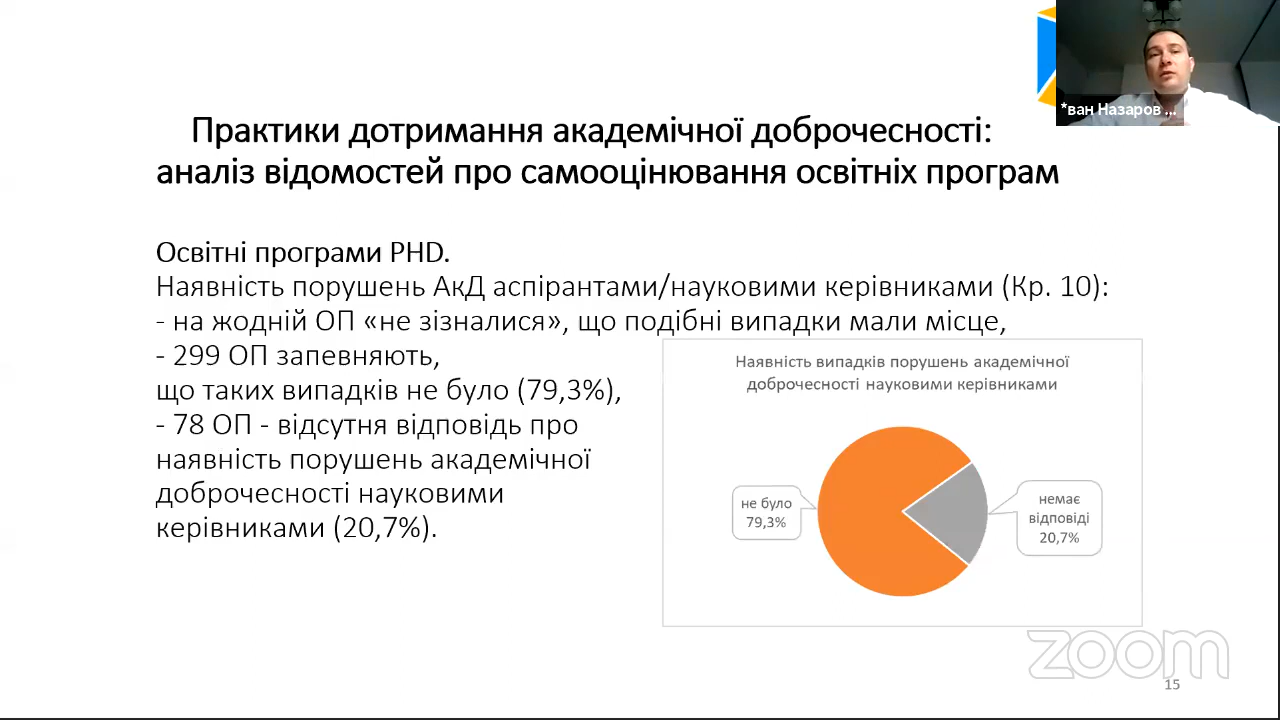 *ван Назаров ...
Практики дотримання академічної доброчесності:
аналіз відомостей про самооцінювання освітніх програм
Освітні програми PHD.
Наявність порушень АкД аспірантами/науковими керівниками (Кр. 10):
- на жодній ОП «не зізналися», що подібні випадки мали місце,
- 299 ОП запевняють,
що таких випадків не було (79,3%),
- 78 ОП - відсутня відповідь про
наявність порушень академічної
доброчесності науковими
керівниками (20,7%).
Наявність випадків порушень академічної
доброчесності науковими керівниками
не було
79,3%
немає
відповіді
20,7%
zoom
15